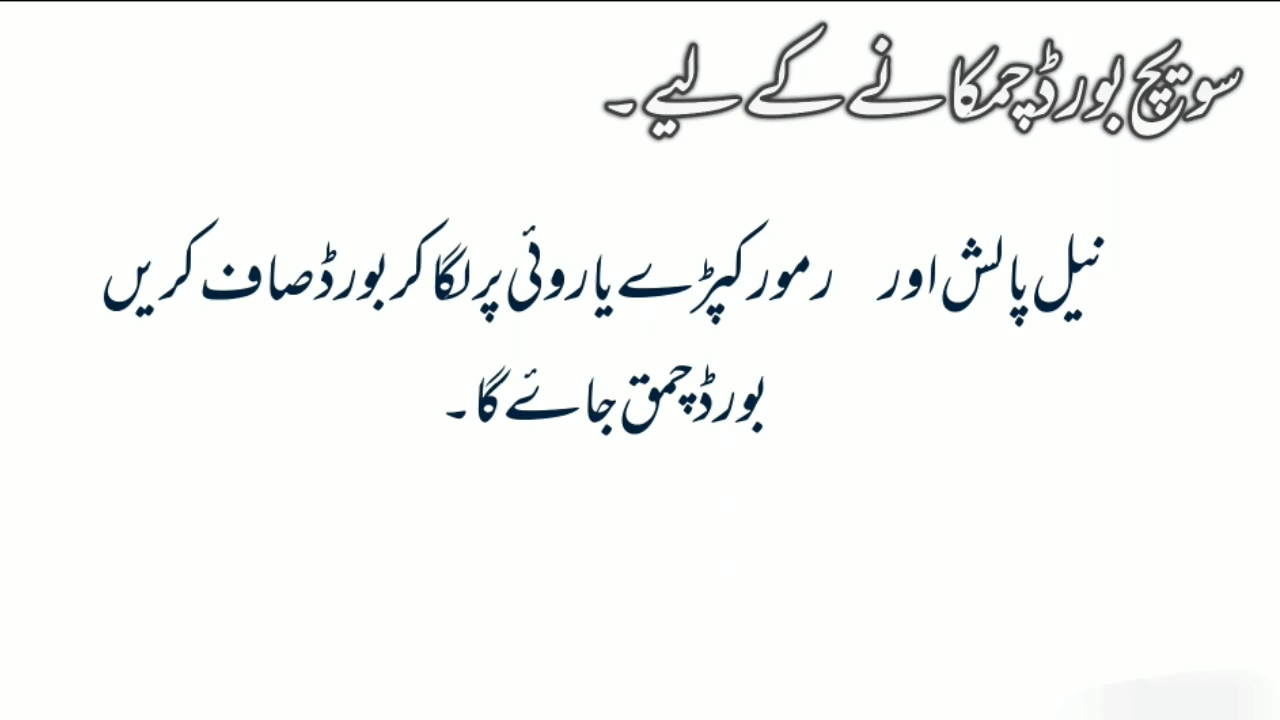 سویچ بورڈ چمکانے کے لیے ۔
نیل پالش اور رمور کپڑے یا روئی پر لگا کر بورڈ صاف کریں
بورڈ چمق جائے گا ۔